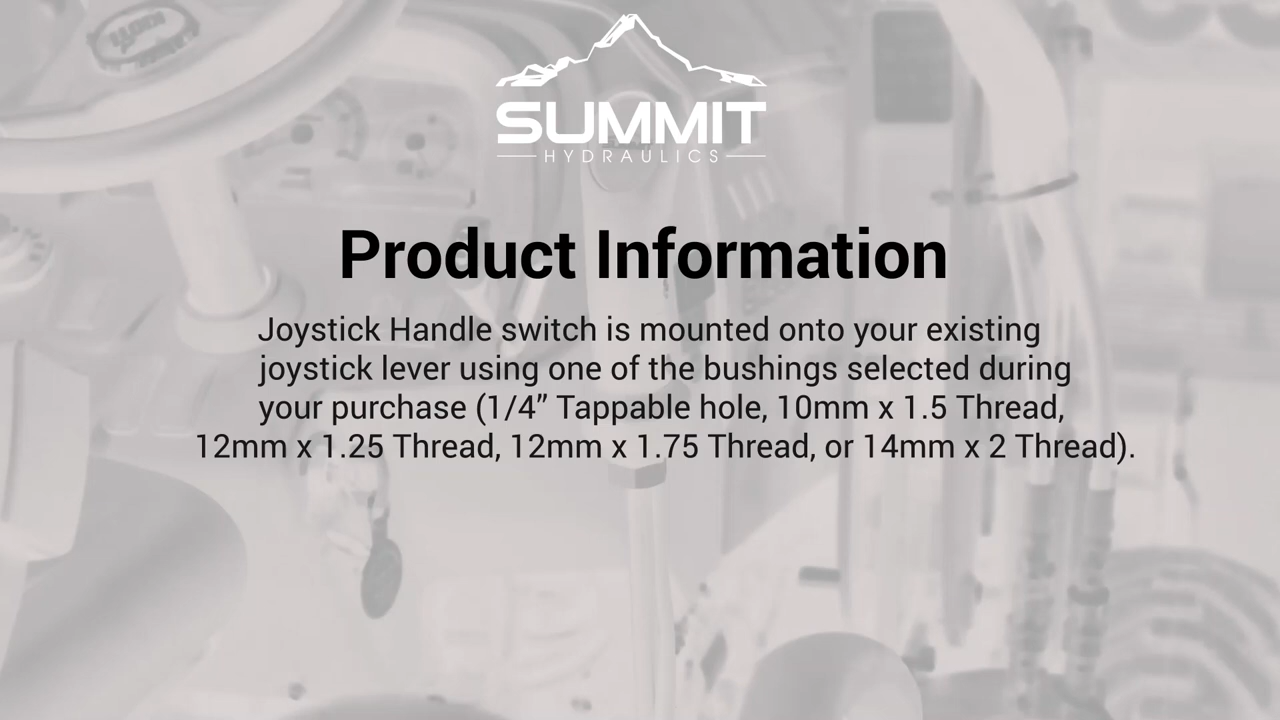 SUMMIT
HYDRAULICS
Product Information
Joystick Handle switch is mounted onto your existing
joystick lever using one of the bushings selected during
your purchase (1/4” Tappable hole, 10mm x 1.5 Thread,
12mm x 1.25 Thread, 12mm x 1.75 Thread, or 14mm x 2 Thread).